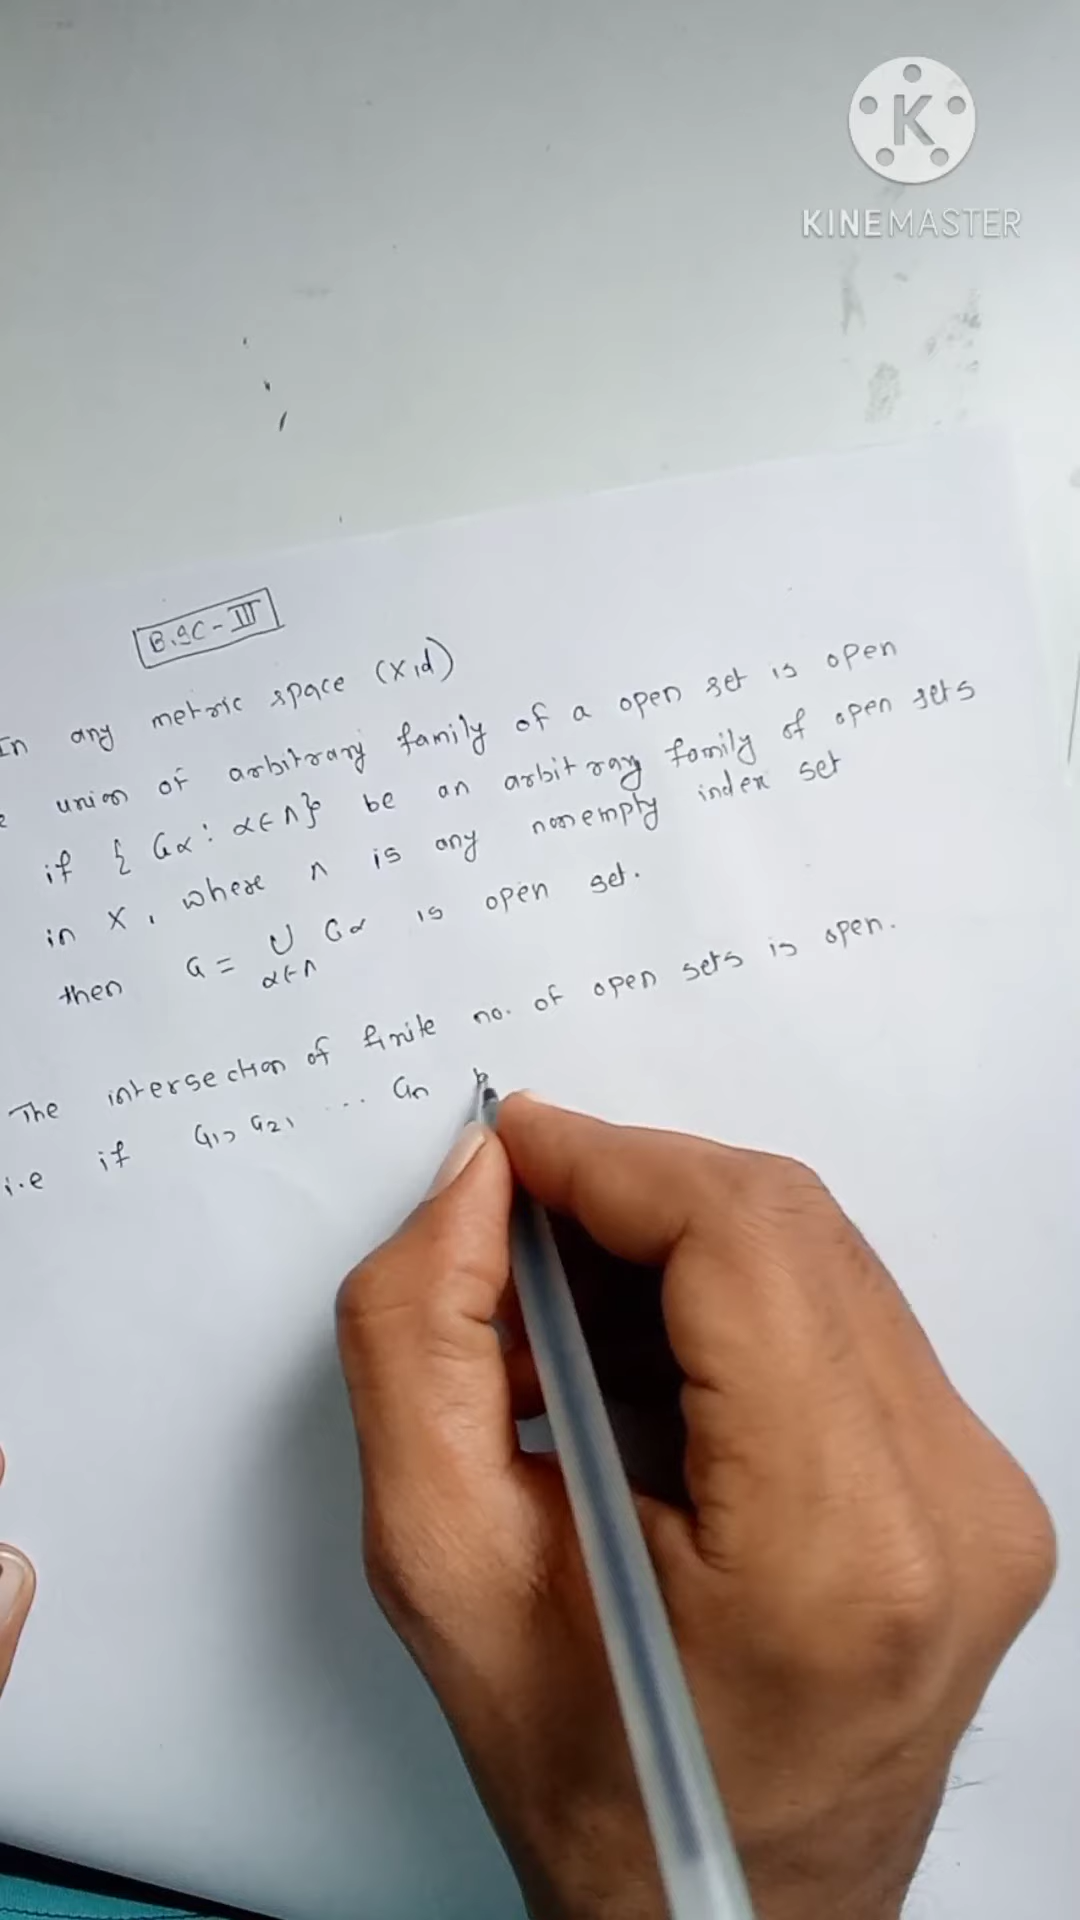 KINEMASTER
B.SC-III
In any metric space (X,d)
union of arbitrary family of a open set is open
if { Gα : α∈Λ} be an arbitrary family of open sets
in X, where Λ is any nonempty index set
then G = ∪ Gα is open set.
α∈Λ
The intersection of finite no. of open sets is open.
i.e if G1, G2, ... Gn